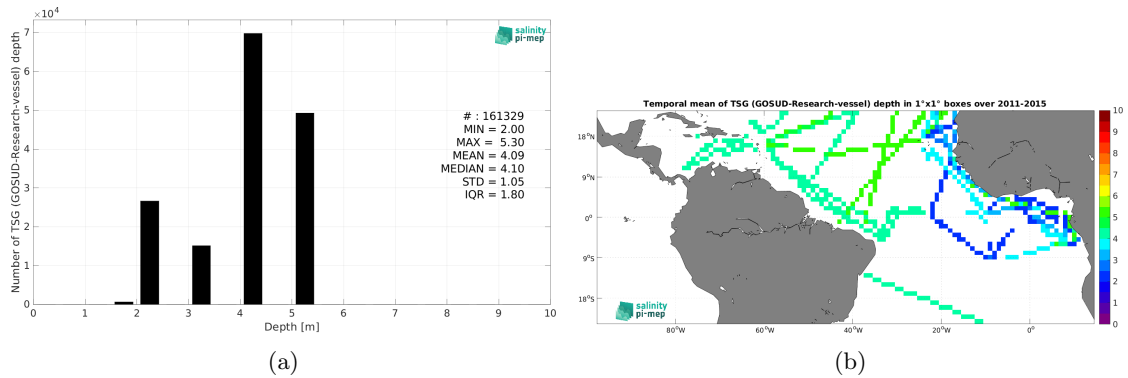 ×10⁴
7
6
5
4
3
2
1
0
Number of TSG (GOSUD-Research-vessel) depth
0 1 2 3 4 5 6 7 8 9 10
Depth [m]
salinity
pi-mep
# : 161329
MIN = 2.00
MAX = 5.30
MEAN = 4.09
MEDIAN = 4.10
STD = 1.05
IQR = 1.80
(a)
Temporal mean of TSG (GOSUD-Research-vessel) depth in 1°x1° boxes over 2011-2015
18°N
9°N
0°
9°S
18°S
80°W 60°W 40°W 20°W 0°
salinity
pi-mep
10
9
8
7
6
5
4
3
2
1
0
(b)